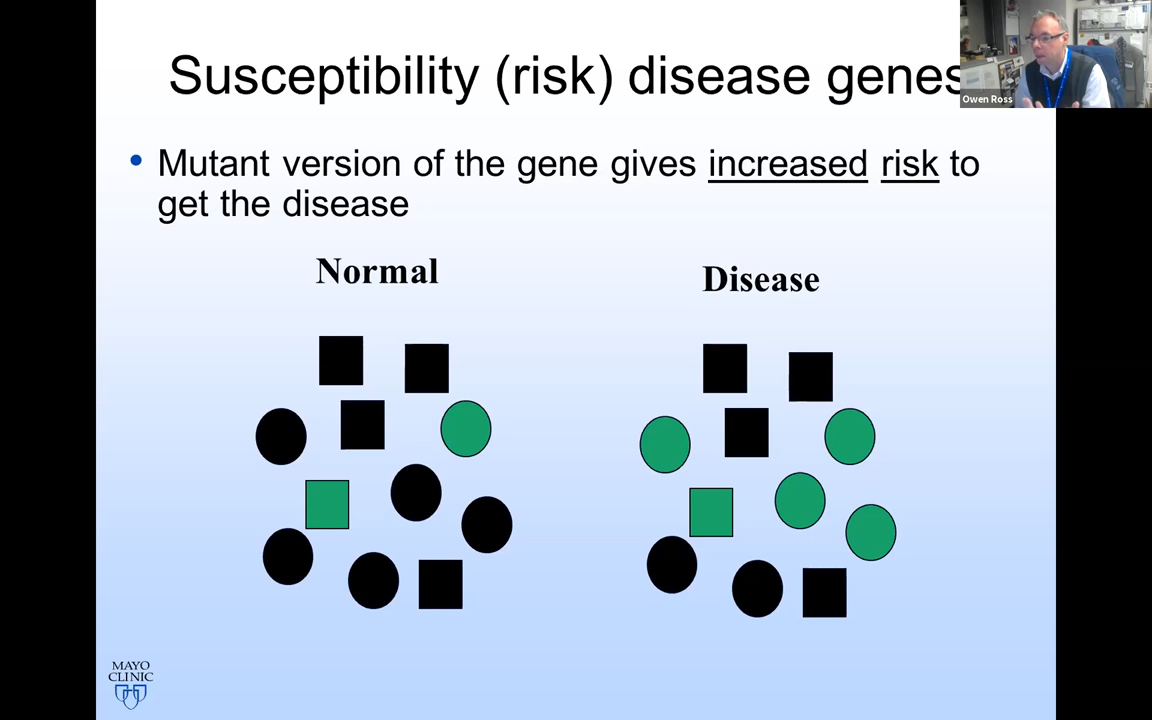 Susceptibility (risk) disease genes
Owen Ross
• Mutant version of the gene gives increased risk to
get the disease
Normal
Disease
MAYO
CLINIC